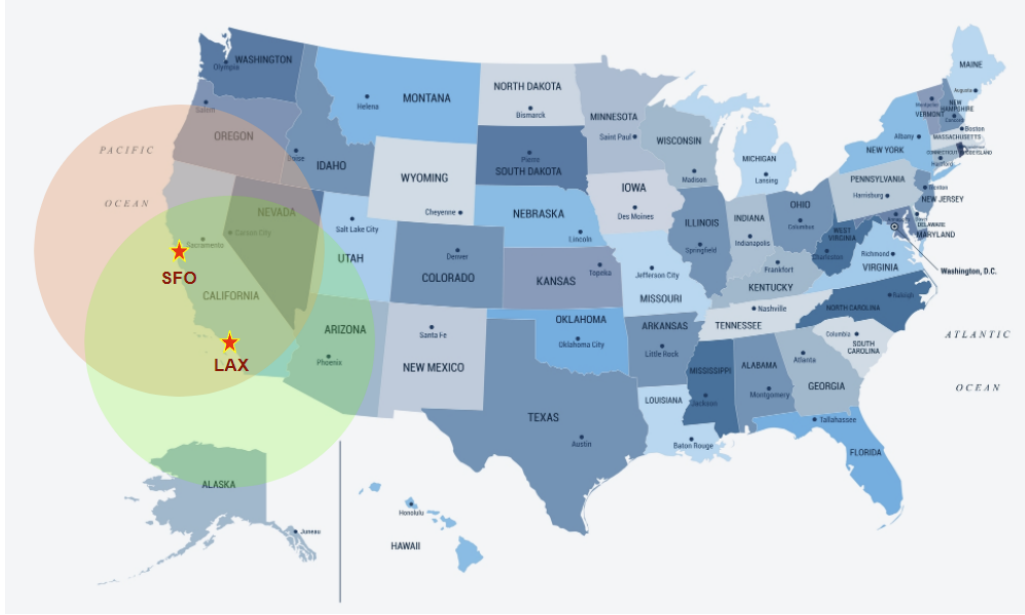 WASHINGTON
Olympia
MAINE
Augusta
NORTH DAKOTA
Bismarck
MONTANA
Helena
MINNESOTA
Saint Paul
VERMONT
NEW
HAMPSHIRE
Salem
OREGON
Boise
IDAHO
Pierre
SOUTH DAKOTA
WISCONSIN
Madison
MICHIGAN
Lansing
Albany
NEW YORK
Boston
MASSACHUSETTS
PACIFIC
OCEAN
WYOMING
Cheyenne
IOWA
Des Moines
PENNSYLVANIA
Harrisburg
NEW JERSEY
NEVADA
Carson City
Salt Lake City
UTAH
NEBRASKA
Lincoln
ILLINOIS
Springfield
INDIANA
Indianapolis
OHIO
Columbus
WEST
VIRGINIA
Charleston
DELAWARE
MARYLAND
Washington, D.C.
Sacramento
SFO
CALIFORNIA
Denver
COLORADO
Topeka
KANSAS
Jefferson City
MISSOURI
Frankfort
KENTUCKY
Richmond
VIRGINIA
LAX
ARIZONA
Phoenix
Santa Fe
NEW MEXICO
OKLAHOMA
Oklahoma City
ARKANSAS
Little Rock
Nashville
TENNESSEE
NORTH CAROLINA
Raleigh
Columbia
SOUTH
CAROLINA
ATLANTIC
OCEAN
TEXAS
Austin
LOUISIANA
Baton Rouge
MISSISSIPPI
Jackson
ALABAMA
Montgomery
Atlanta
GEORGIA
Tallahassee
FLORIDA
ALASKA
Juneau
Honolulu
HAWAII